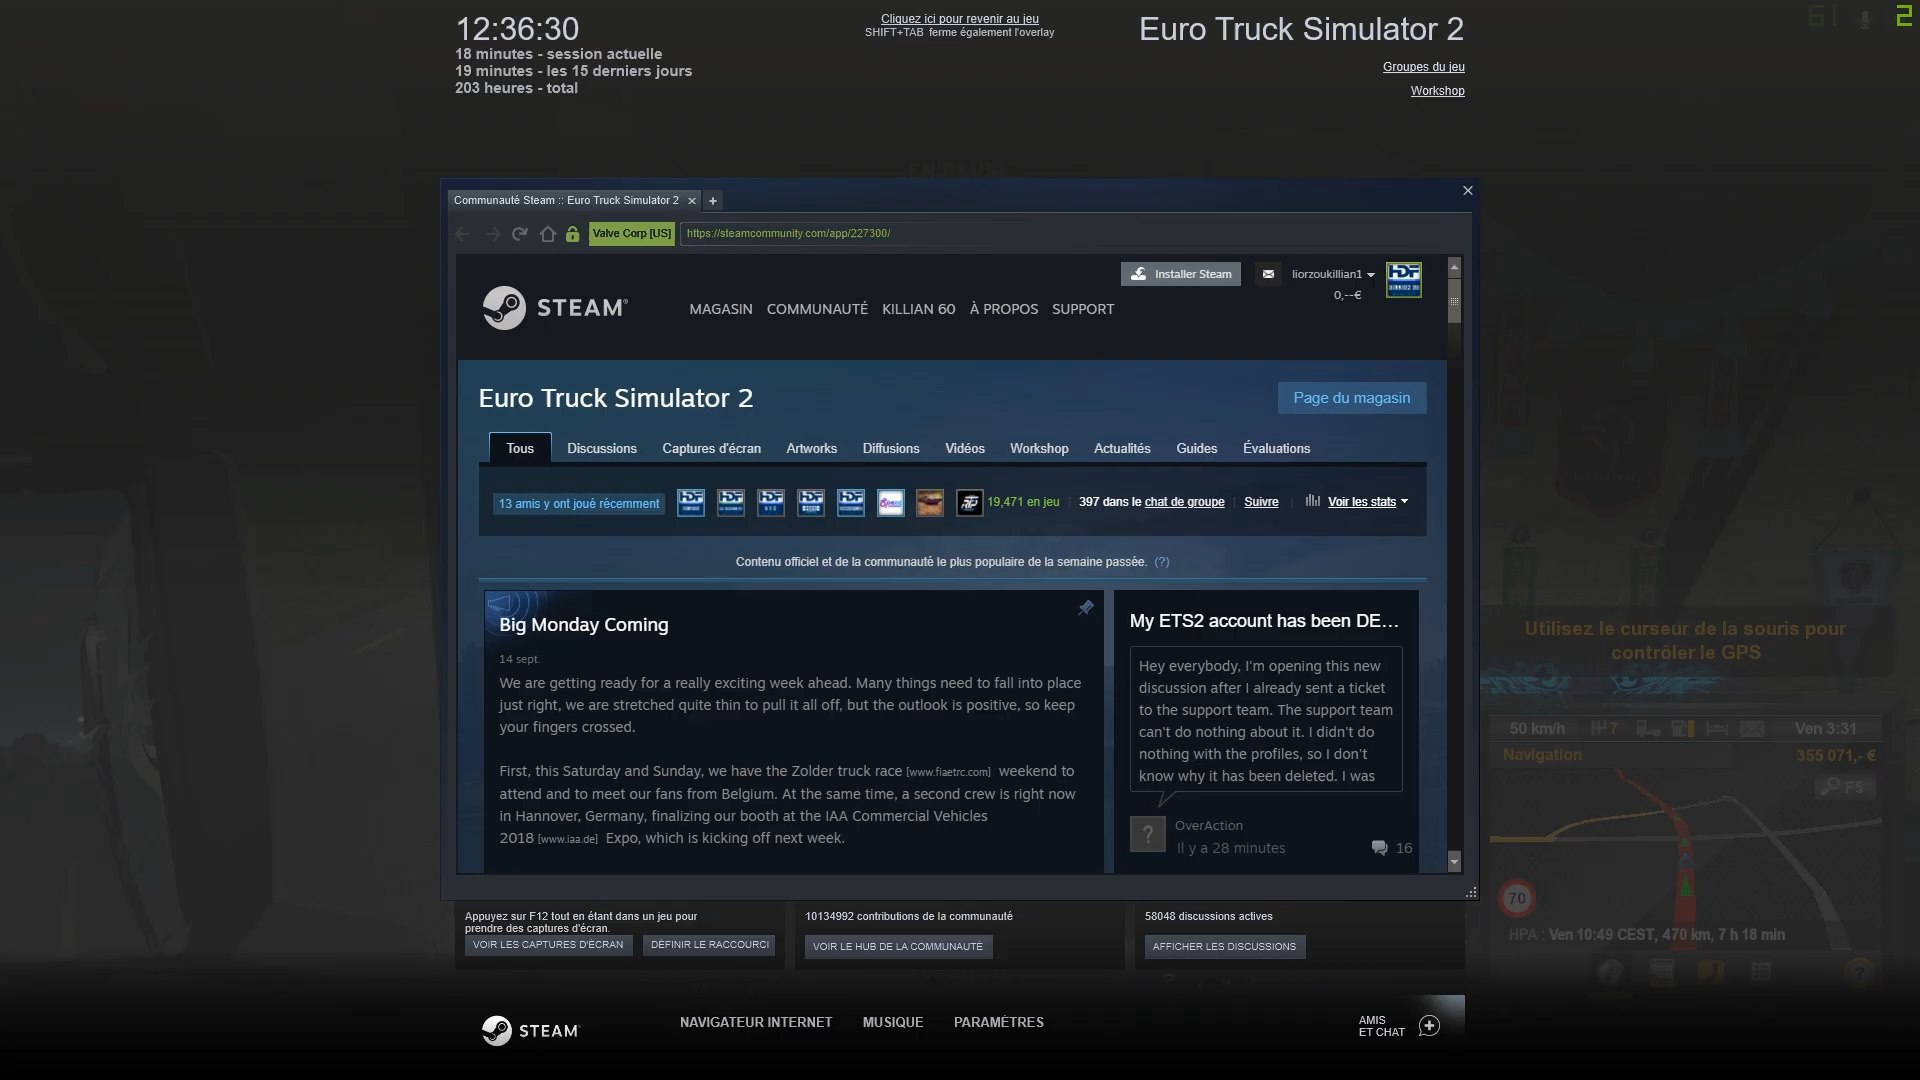 12:36:30
18 minutes - session actuelle
19 minutes - les 15 derniers jours
203 heures - total
Cliquez ici pour revenir au jeu
SHIFT+TAB ferme également l'overlay
Euro Truck Simulator 2
Groupes du jeu
Workshop
61
2
EN PAUSE
Communauté Steam :: Euro Truck Simulator 2
Valve Corp [US]
https://steamcommunity.com/app/227300/
Installer Steam
liorzoukillian1
0,--€
STEAM
MAGASIN COMMUNAUTÉ KILLIAN 60 À PROPOS SUPPORT
Euro Truck Simulator 2
Page du magasin
Tous Discussions Captures d'écran Artworks Diffusions Vidéos Workshop Actualités Guides Évaluations
13 amis y ont joué récemment
19,471 en jeu
397 dans le chat de groupe
Suivre
Voir les stats
Contenu officiel et de la communauté le plus populaire de la semaine passée. (?)
Big Monday Coming
14 sept.
We are getting ready for a really exciting week ahead. Many things need to fall into place
just right, we are stretched quite thin to pull it all off, but the outlook is positive, so keep
your fingers crossed.
First, this Saturday and Sunday, we have the Zolder truck race [www.fiaetrc.com] weekend to
attend and to meet our fans from Belgium. At the same time, a second crew is right now
in Hannover, Germany, finalizing our booth at the IAA Commercial Vehicles
2018 [www.iaa.de] Expo, which is kicking off next week.
My ETS2 account has been DE...
Hey everybody, I'm opening this new
discussion after I already sent a ticket
to the support team. The support team
can't do nothing about it. I didn't do
nothing with the profiles, so I don't
know why it has been deleted. I was
?
OverAction
Il y a 28 minutes
16
Utilisez le curseur de la souris pour
contrôler le GPS
50 km/h
7
Ven 3:31
Navigation
355 071,- €
F5
70
HPA : Ven 10:49 CEST, 470 km, 7 h 18 min
Appuyez sur F12 tout en étant dans un jeu pour
prendre des captures d'écran.
VOIR LES CAPTURES D'ÉCRAN
DÉFINIR LE RACCOURCI
10134992 contributions de la communauté
VOIR LE HUB DE LA COMMUNAUTÉ
58048 discussions actives
AFFICHER LES DISCUSSIONS
STEAM
NAVIGATEUR INTERNET MUSIQUE PARAMÈTRES
AMIS
ET CHAT